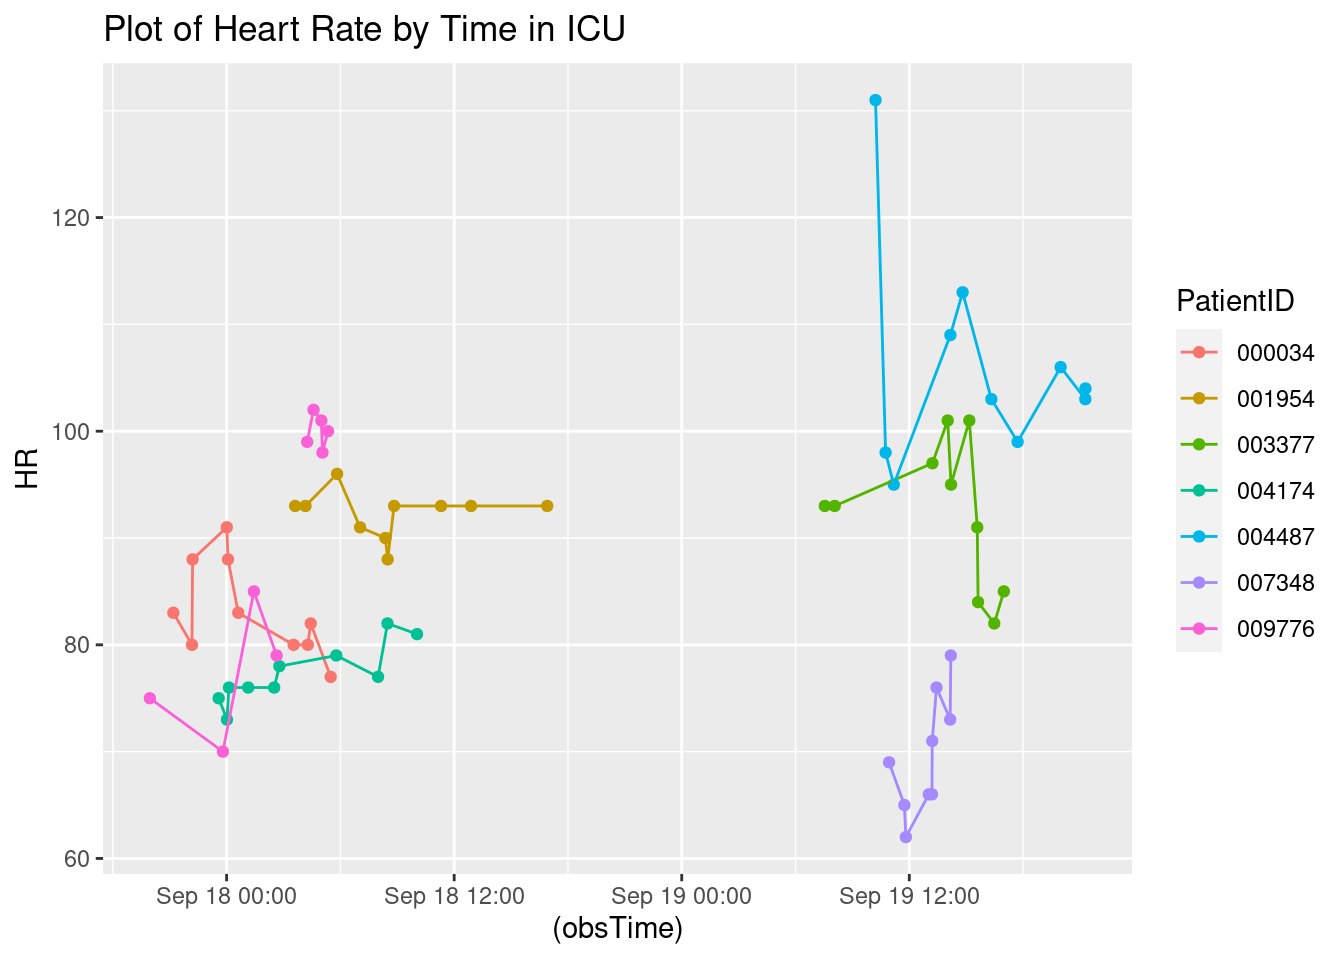 Plot of Heart Rate by Time in ICU
120
100
80
60
HR
Sep 18 00:00
Sep 18 12:00
Sep 19 00:00
Sep 19 12:00
(obsTime)
PatientID
000034
001954
003377
004174
004487
007348
009776